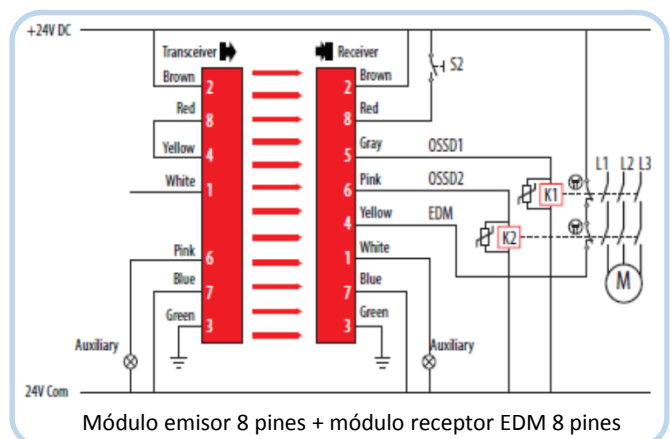 +24V DC
Transceiver
Receiver
S2
Brown
2
2
Brown
Red
8
8
Red
Yellow
4
5
Gray
OSSD1
L1 L2 L3
White
1
6
Pink
OSSD2
K1
4
Yellow
EDM
K2
Pink
6
1
White
M
Blue
7
7
Blue
Green
3
3
Green
Auxiliary
Auxiliary
24V Com
Módulo emisor 8 pines + módulo receptor EDM 8 pines